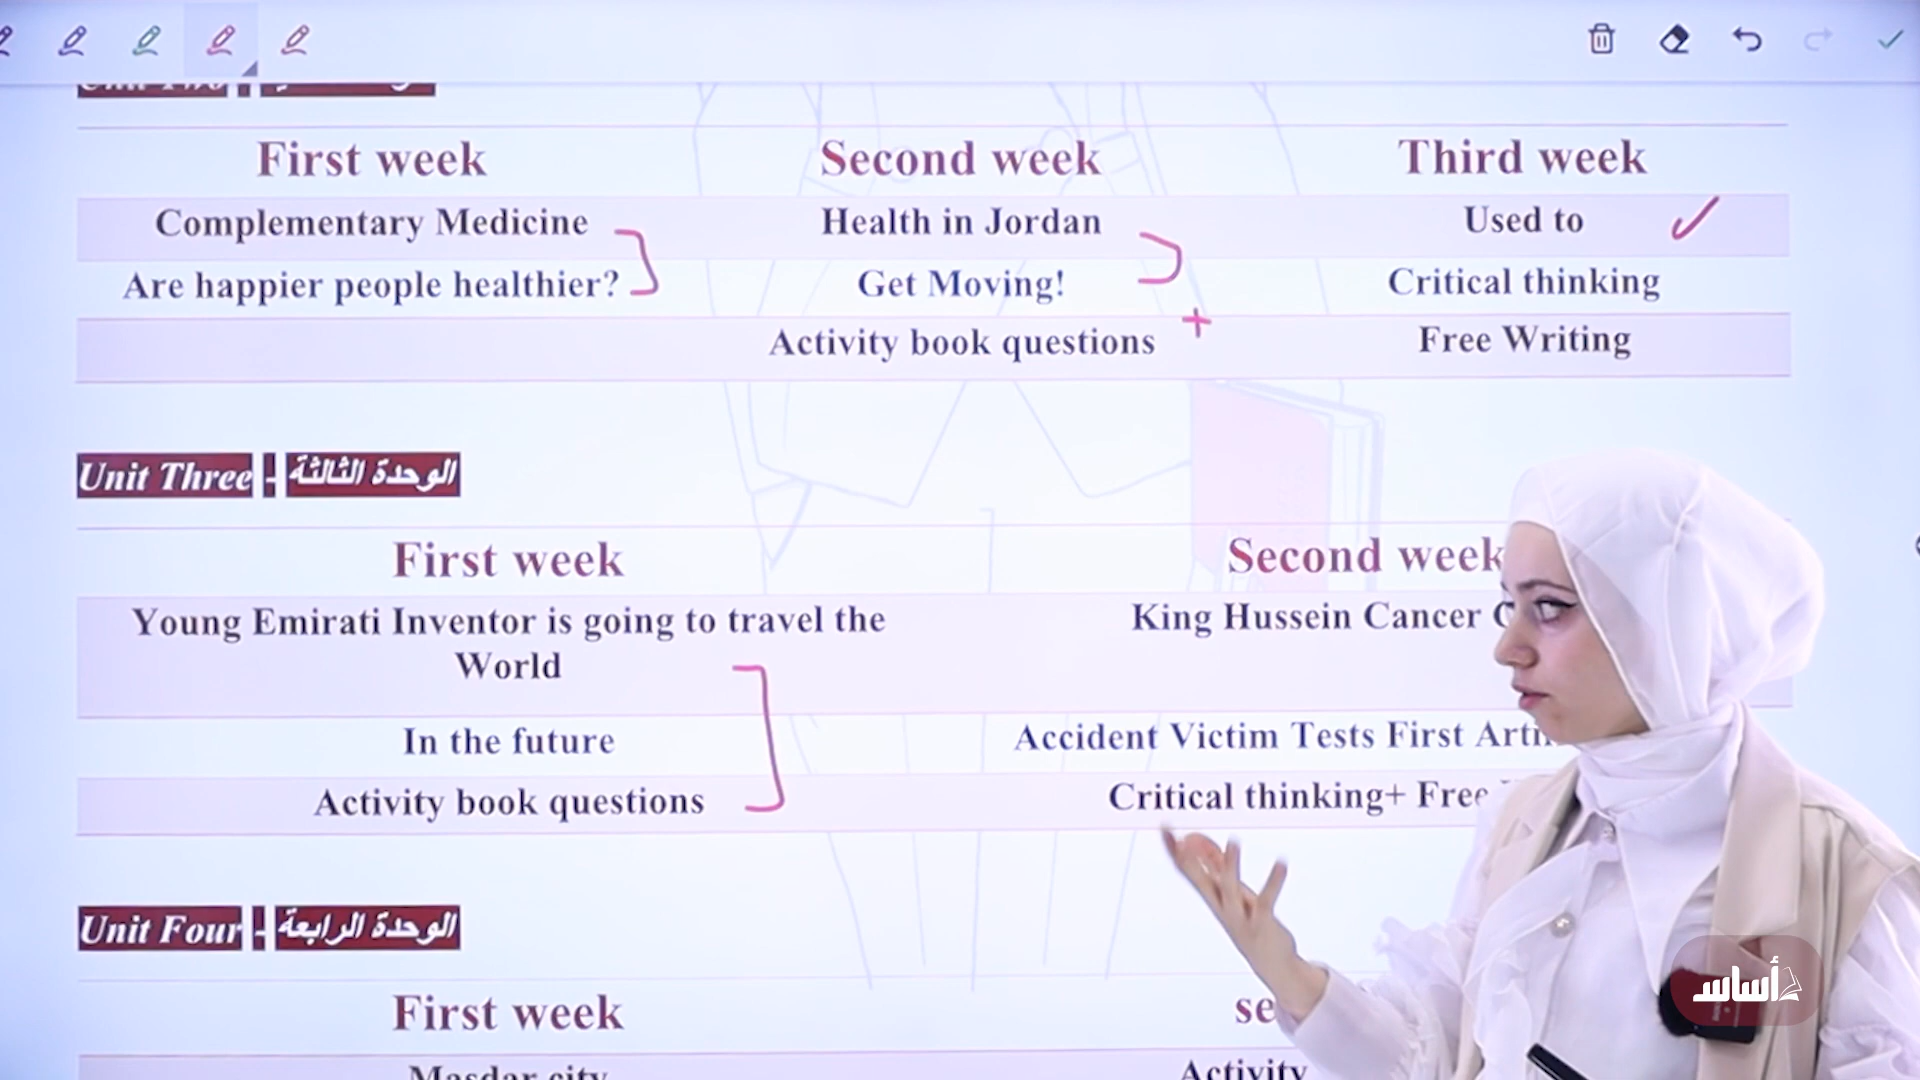 First week Second week Third week
Complementary Medicine Health in Jordan Used to
Are happier people healthier? Get Moving! Critical thinking
Activity book questions Free Writing
Unit Three - الوحدة الثالثة
First week Second week
Young Emirati Inventor is going to travel the King Hussein Cancer
World
In the future Accident Victim Tests First
Activity book questions Critical thinking+ Free
Unit Four - الوحدة الرابعة
First week
Masdar city Activity
أساس